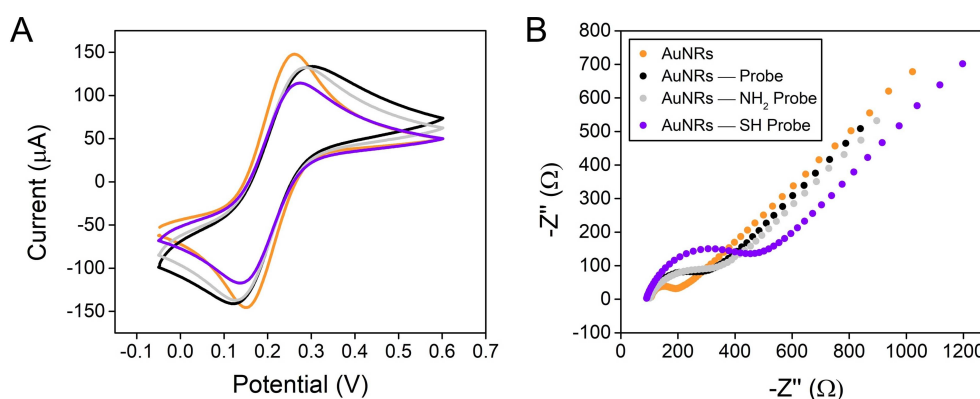 A
150
100
50
0
-50
-100
-150
Current (μA)
-0.1 0.0 0.1 0.2 0.3 0.4 0.5 0.6 0.7
Potential (V)
B
800
700
600
500
400
300
200
100
0
-100
-Z" (Ω)
AuNRs
AuNRs — Probe
AuNRs — NH₂ Probe
AuNRs — SH Probe
0 200 400 600 800 1000 1200
-Z" (Ω)